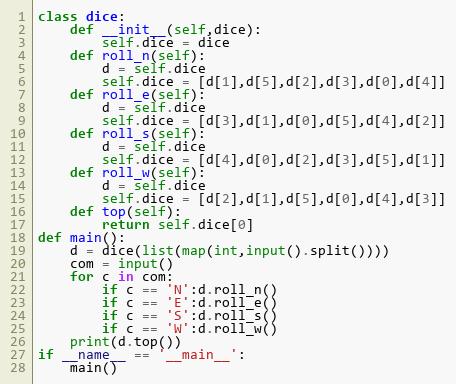 1 class dice:
2     def __init__(self,dice):
3         self.dice = dice
4     def roll_n(self):
5         d = self.dice
6         self.dice = [d[1],d[5],d[2],d[3],d[0],d[4]]
7     def roll_e(self):
8         d = self.dice
9         self.dice = [d[3],d[1],d[0],d[5],d[4],d[2]]
10     def roll_s(self):
11         d = self.dice
12         self.dice = [d[4],d[0],d[2],d[3],d[5],d[1]]
13     def roll_w(self):
14         d = self.dice
15         self.dice = [d[2],d[1],d[5],d[0],d[4],d[3]]
16     def top(self):
17         return self.dice[0]
18 def main():
19     d = dice(list(map(int,input().split())))
20     com = input()
21     for c in com:
22         if c == 'N':d.roll_n()
23         if c == 'E':d.roll_e()
24         if c == 'S':d.roll_s()
25         if c == 'W':d.roll_w()
26     print(d.top())
27 if __name__ == '__main__':
28     main()